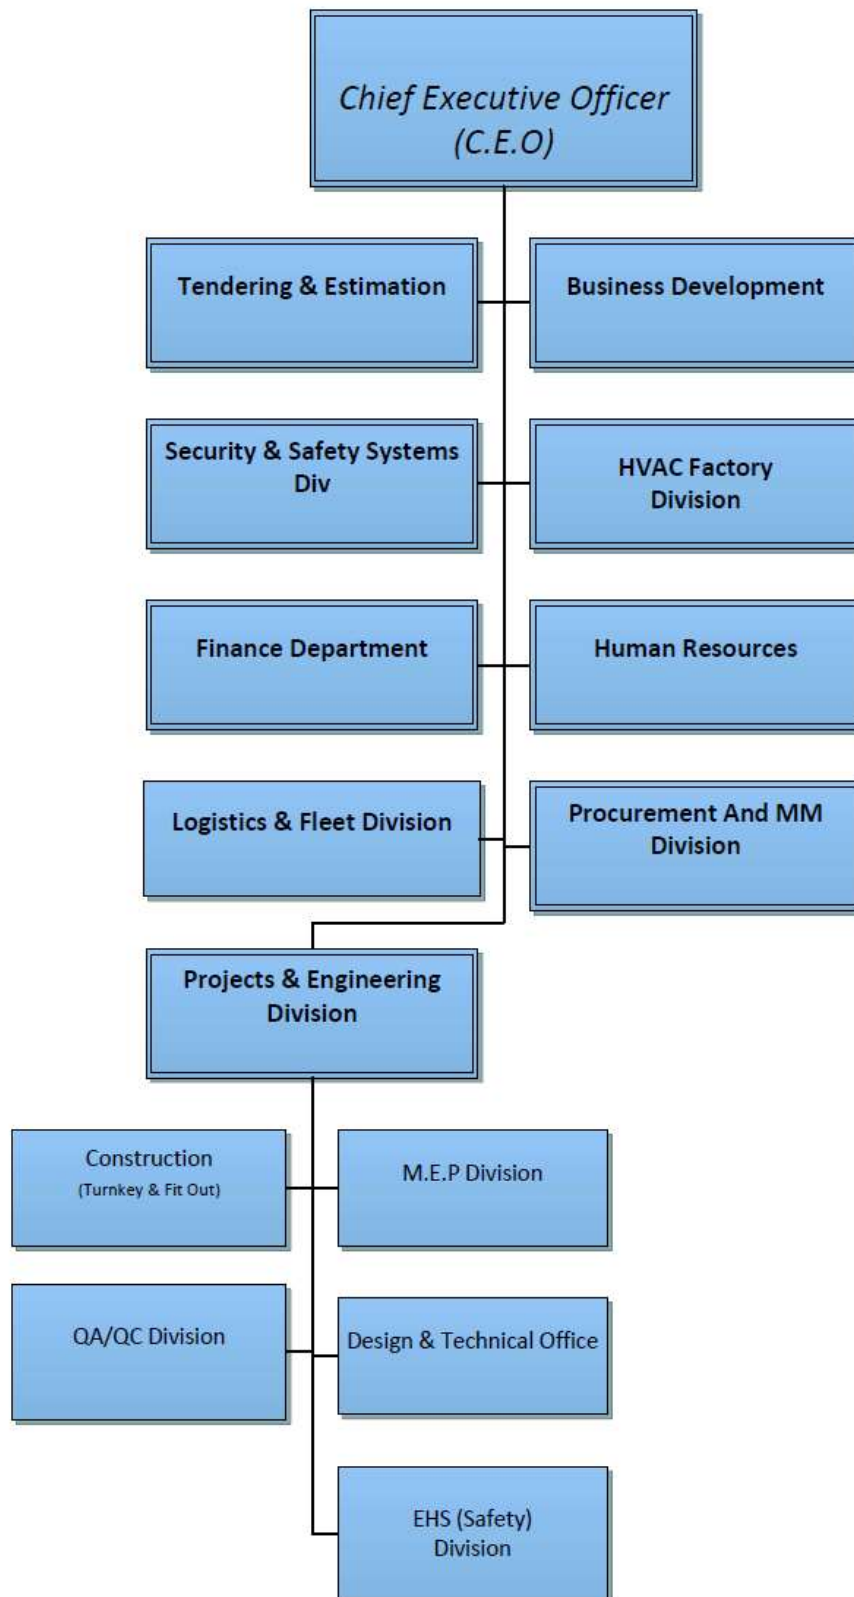 Chief Executive Officer
(C.E.O)
Tendering & Estimation
Business Development
Security & Safety Systems
Div
HVAC Factory
Division
Finance Department
Human Resources
Logistics & Fleet Division
Procurement And MM
Division
Projects & Engineering
Division
Construction
(Turnkey & Fit Out)
M.E.P Division
QA/QC Division
Design & Technical Office
EHS (Safety)
Division